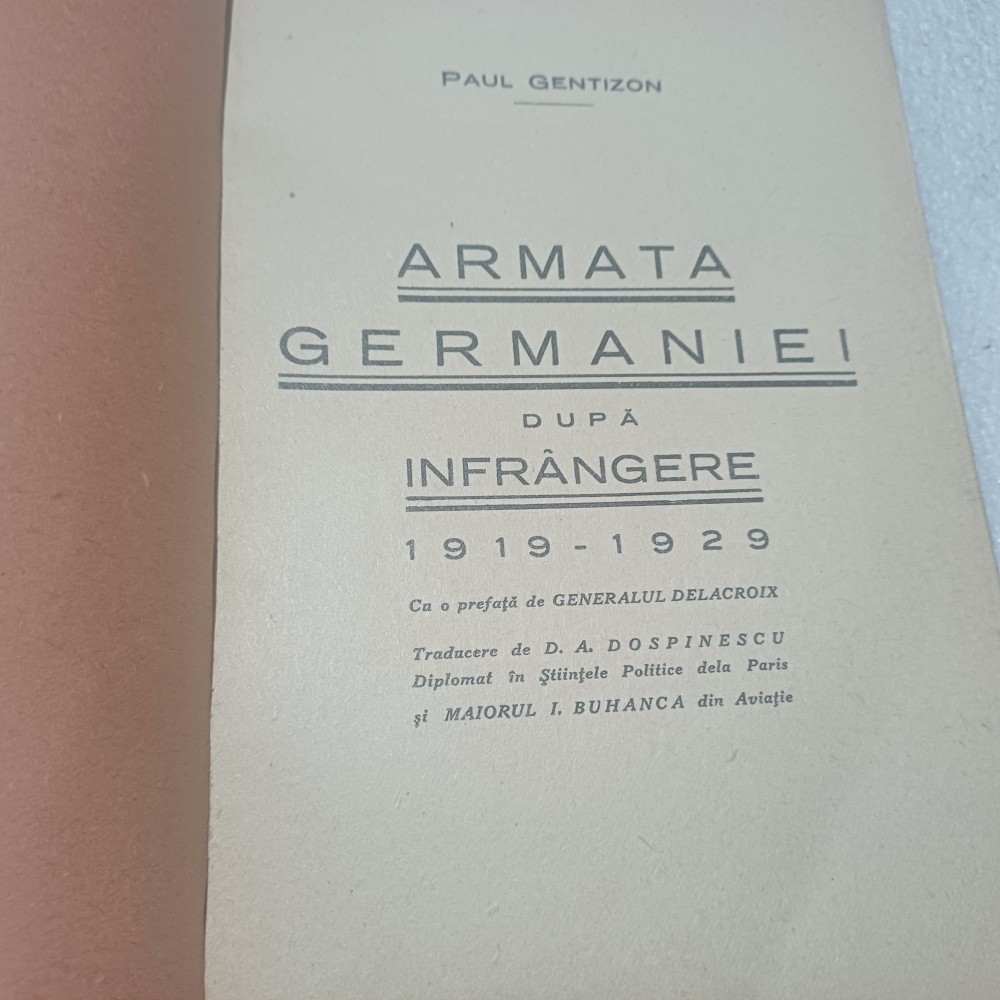 PAUL GENTIZON
ARMATA
GERMANIEI
DUPĂ
INFRÂNGERE
1919-1929
Cu o prefaţă de GENERALUL DELACROIX
Traducere de D. A. DOSPINESCU
Diplomat în Ştiinţele Politice dela Paris
şi MAIORUL I. BUHANCA din Aviaţie